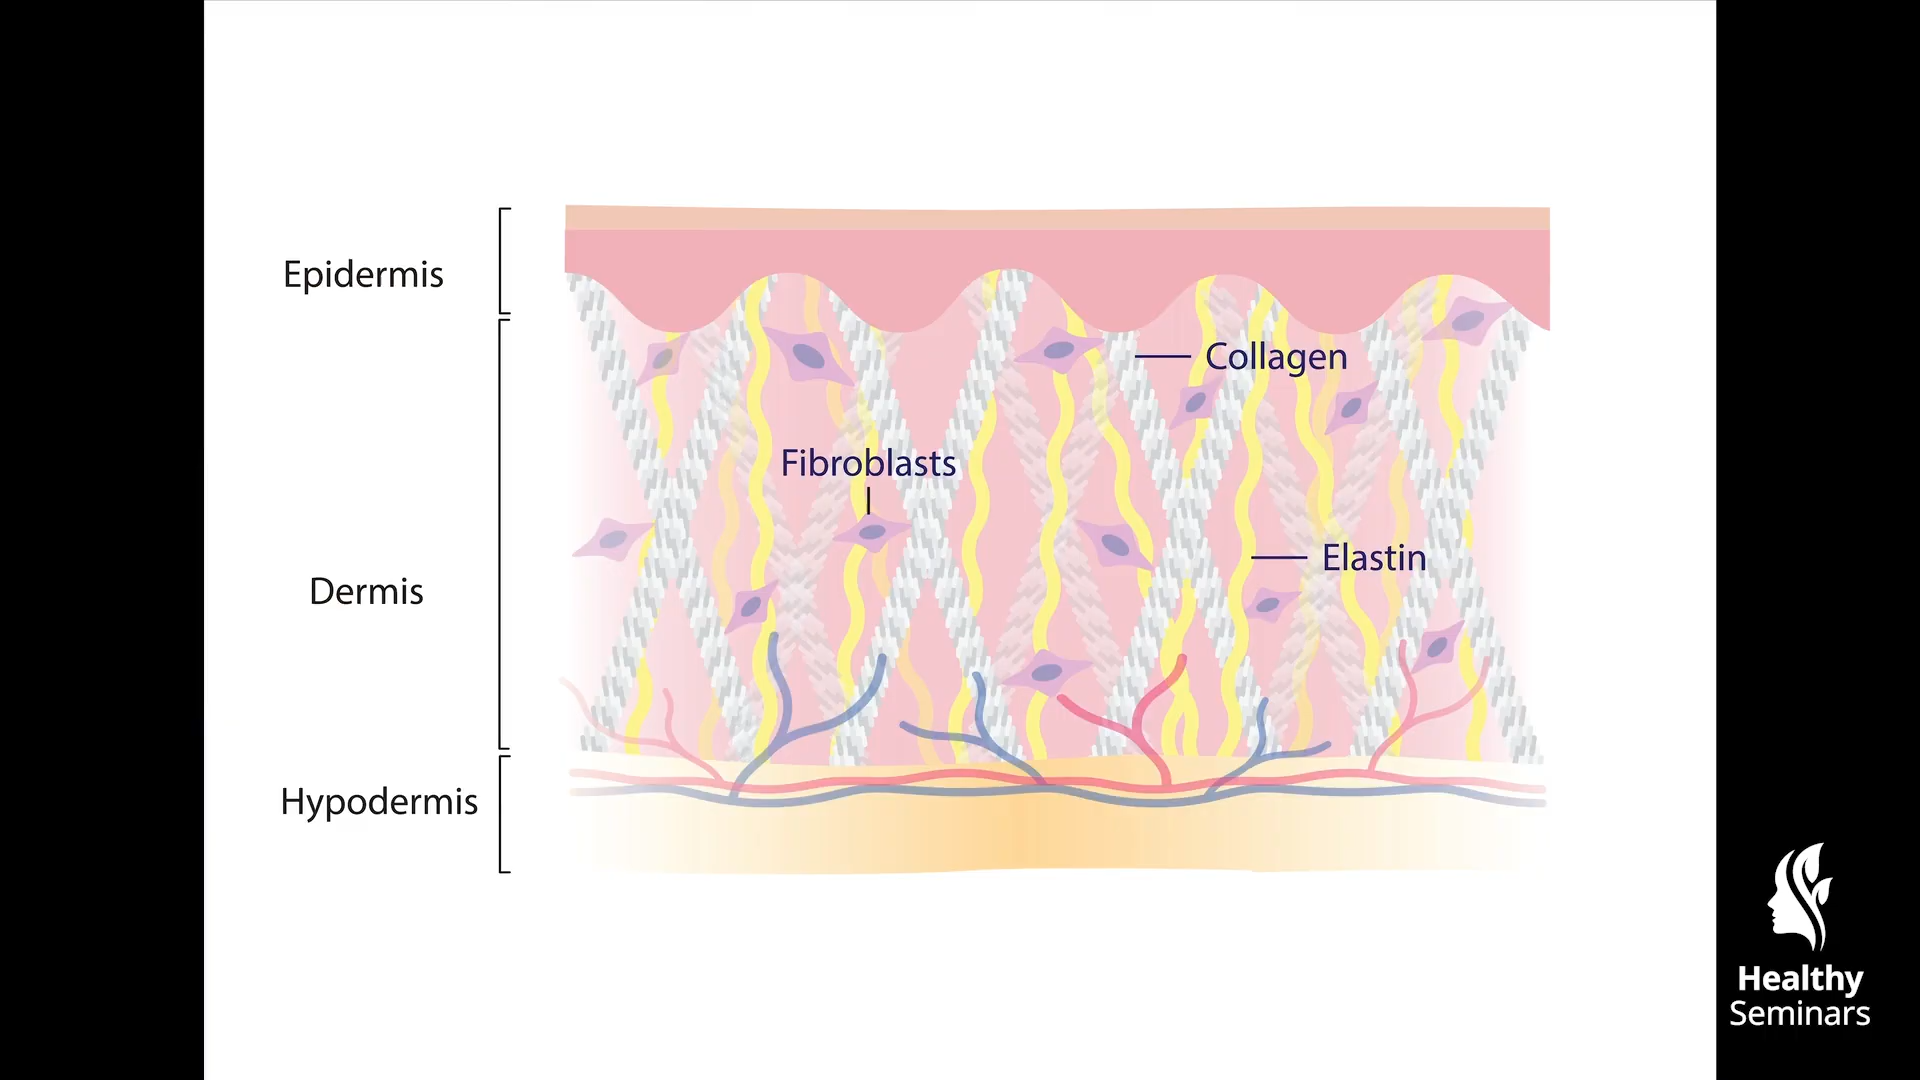 Epidermis
Collagen
Fibroblasts
Elastin
Dermis
Hypodermis
Healthy
Seminars